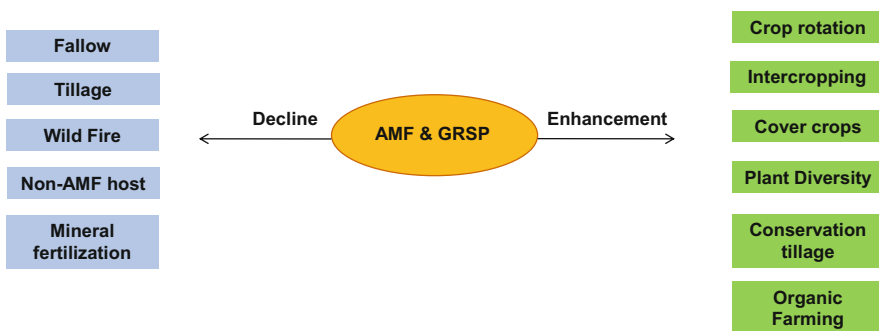 Fallow
Tillage
Wild Fire
Non-AMF host
Mineral
fertilization
Decline
AMF & GRSP
Enhancement
Crop rotation
Intercropping
Cover crops
Plant Diversity
Conservation
tillage
Organic
Farming